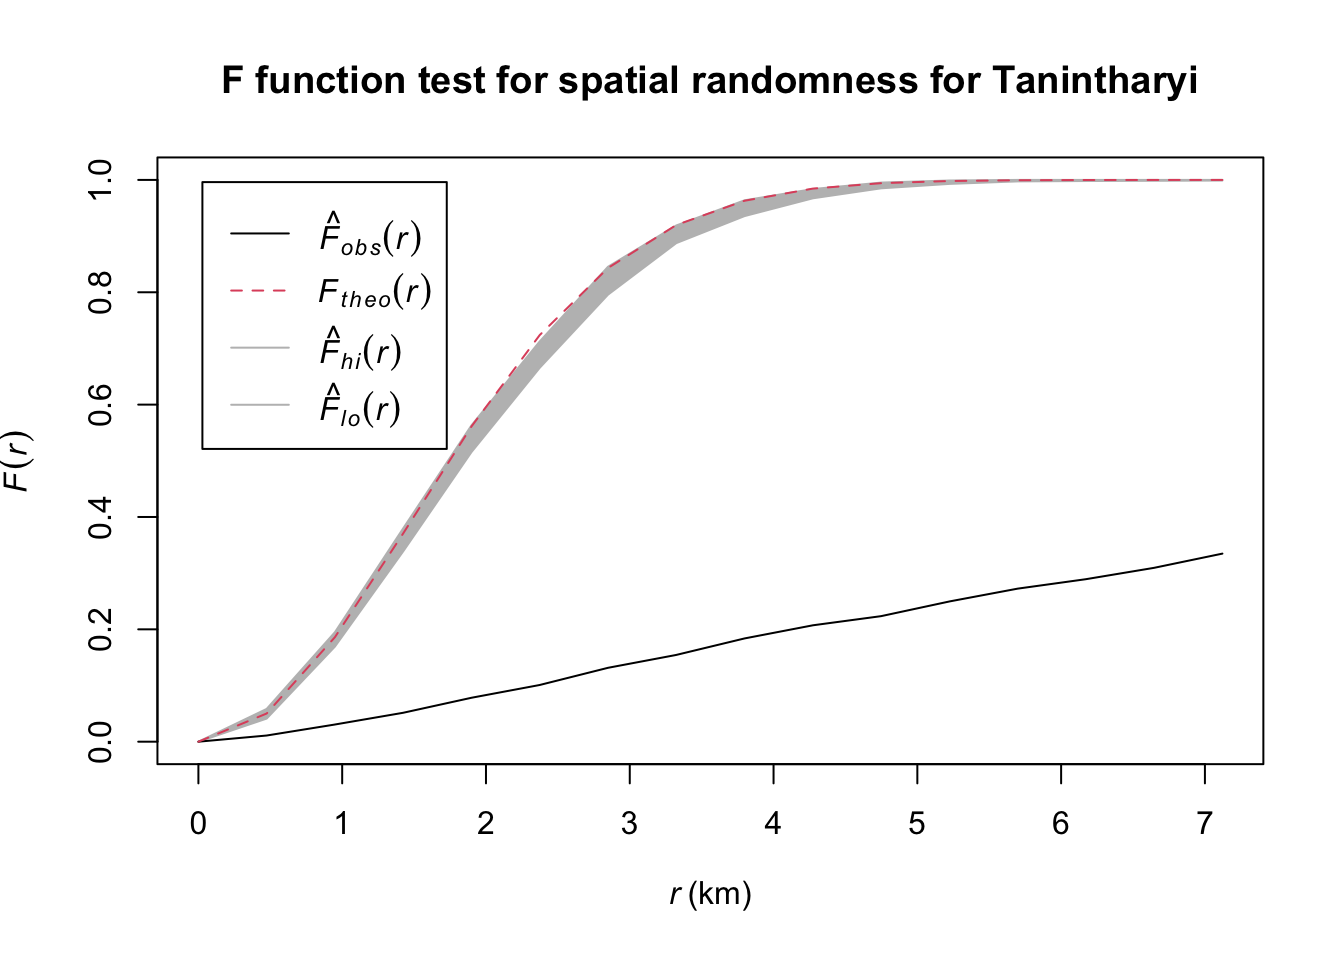 F function test for spatial randomness for Tanintharyi
F̂obs(r)
Ftheo(r)
F̂hi(r)
F̂lo(r)
F(r)
1.0
0.8
0.6
0.4
0.2
0.0
0 1 2 3 4 5 6 7
r (km)